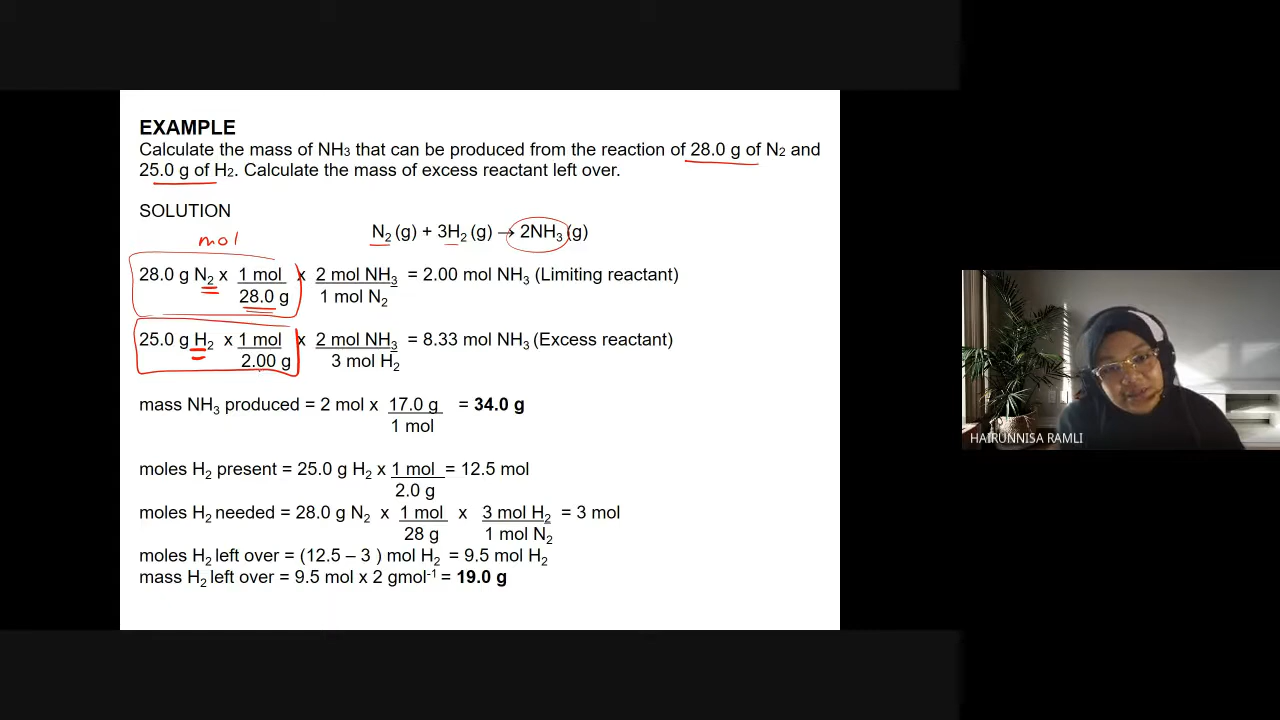 EXAMPLE
Calculate the mass of NH₃ that can be produced from the reaction of 28.0 g of N₂ and
25.0 g of H₂. Calculate the mass of excess reactant left over.
SOLUTION
N₂ (g) + 3H₂ (g) → 2NH₃ (g)
mol
28.0 g N₂ x 1 mol x 2 mol NH₃ = 2.00 mol NH₃ (Limiting reactant)
28.0 g 1 mol N₂
25.0 g H₂ x 1 mol x 2 mol NH₃ = 8.33 mol NH₃ (Excess reactant)
2.00 g 3 mol H₂
mass NH₃ produced = 2 mol x 17.0 g = 34.0 g
1 mol
moles H₂ present = 25.0 g H₂ x 1 mol = 12.5 mol
2.0 g
moles H₂ needed = 28.0 g N₂ x 1 mol x 3 mol H₂ = 3 mol
28 g 1 mol N₂
moles H₂ left over = (12.5 – 3 ) mol H₂ = 9.5 mol H₂
mass H₂ left over = 9.5 mol x 2 gmol⁻¹ = 19.0 g
HAIRUNNISA RAMLI